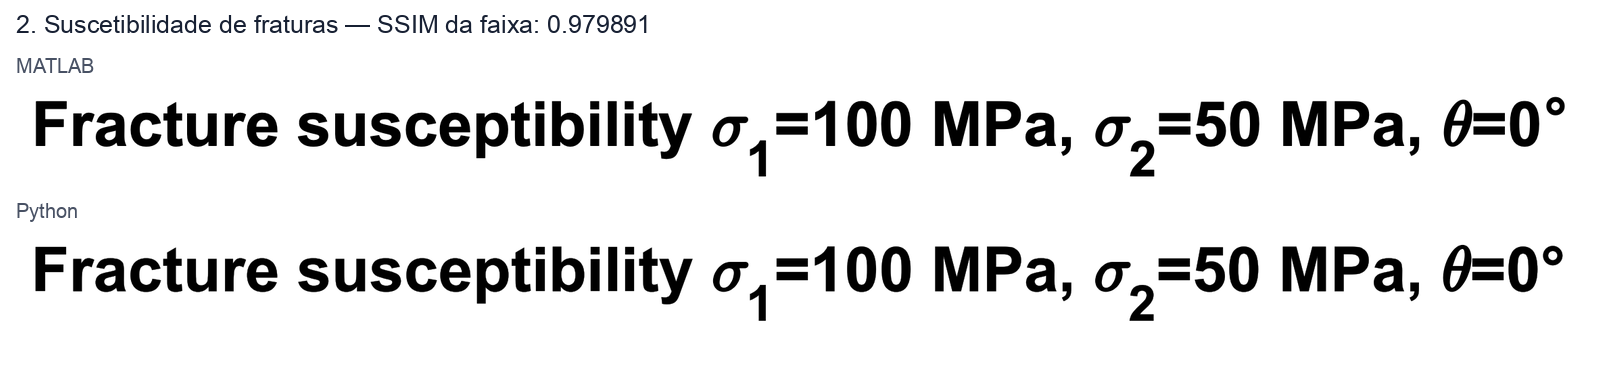 2. Suscetibilidade de fraturas — SSIM da faixa: 0.979891
MATLAB
Fracture susceptibility σ₁=100 MPa, σ₂=50 MPa, θ=0°
Python
Fracture susceptibility σ₁=100 MPa, σ₂=50 MPa, θ=0°